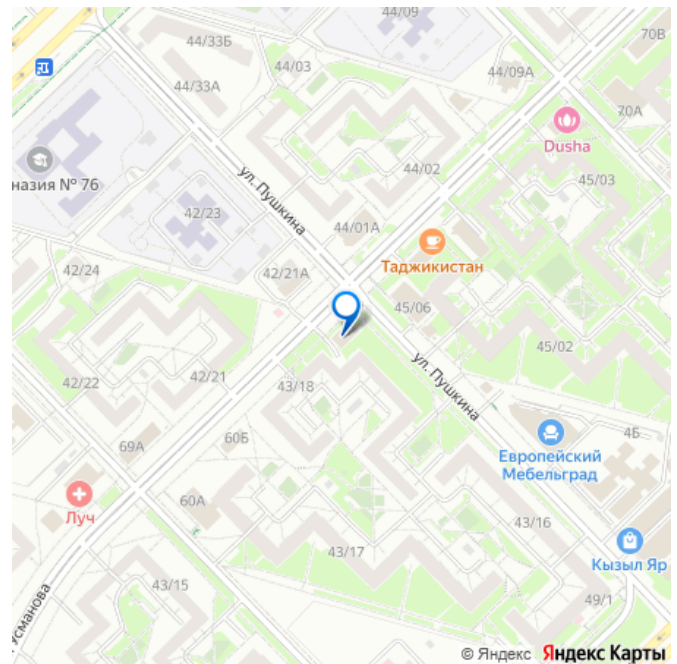 44/09
44/33Б
44/03
70В
44/33А
44/09А
70А
Dusha
назия № 76
44/02
45/03
ул. Пушкина
42/23
44/01А
Таджикистан
42/24
42/21А
45/06
45/02
ул. Пушкина
42/22
42/21
43/18
60Б
69А
4Б
Европейский
Мебельград
Луч
60А
43/16
43/17
Кызыл Яр
43/15
49/1
Усманова
© Яндекс Яндекс Карты